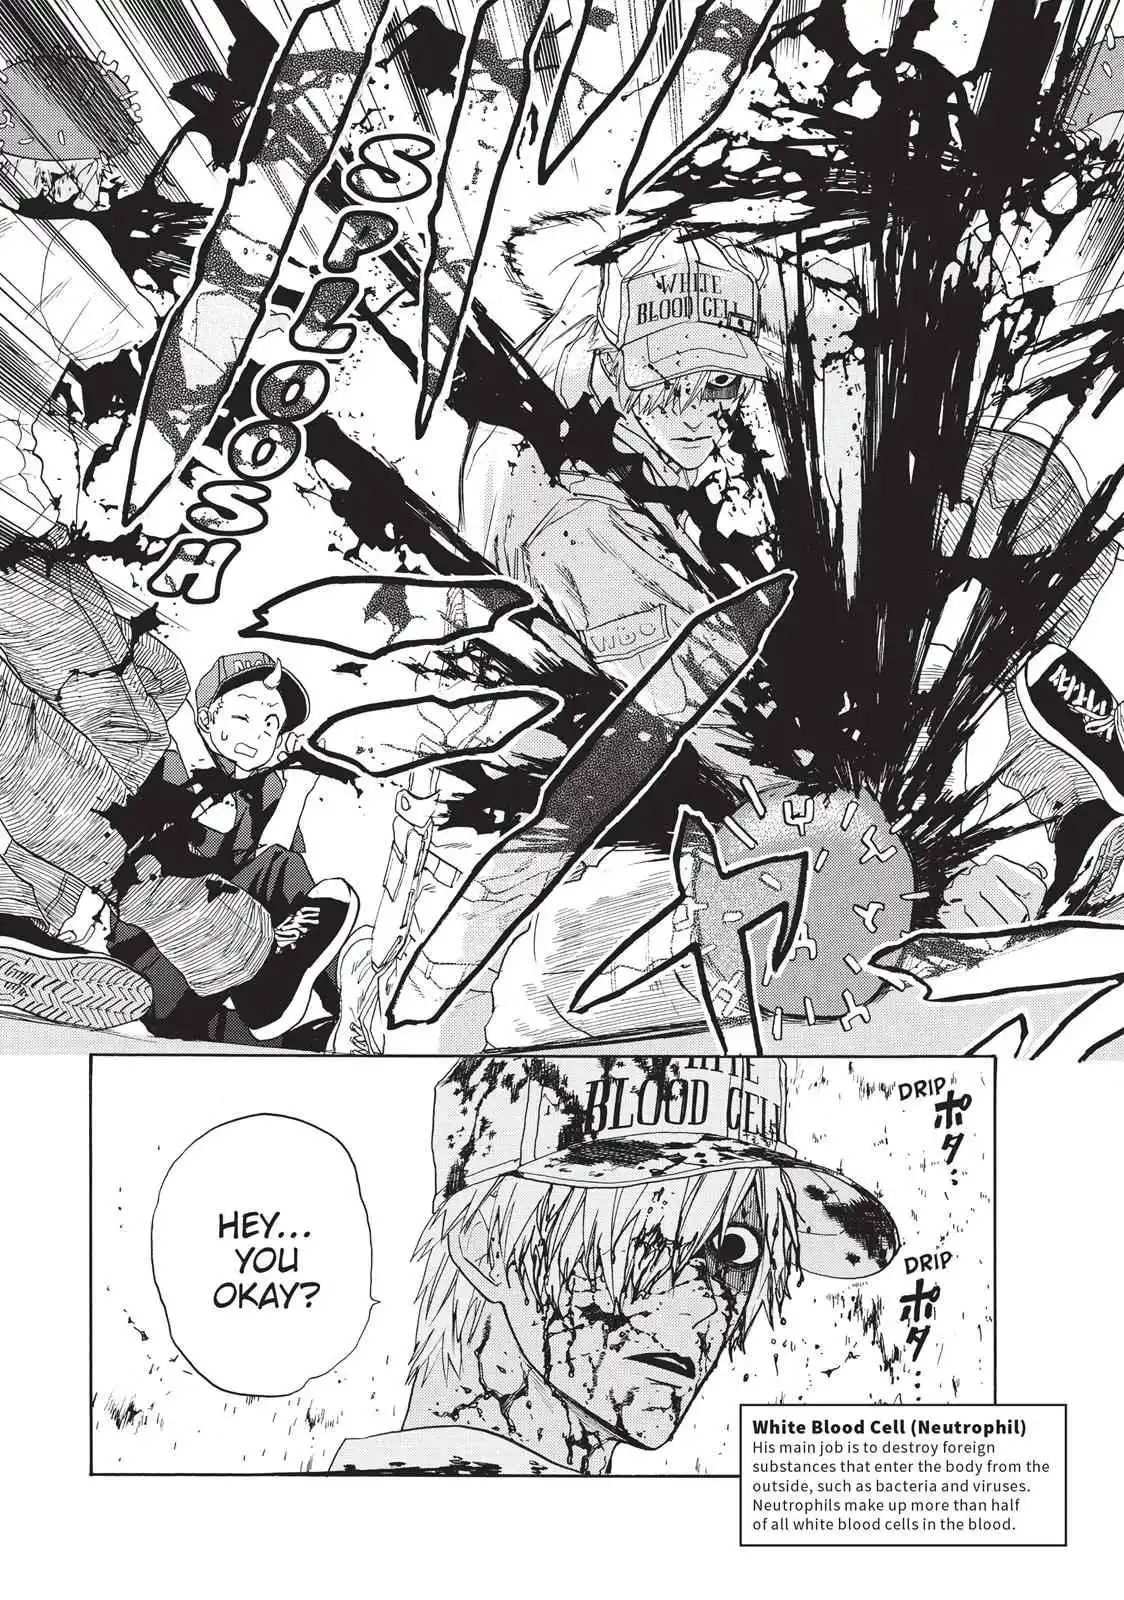 SPLOOSH
WHITE
BLOOD CELL
WBC
WHITE
BLOOD CELL
HEY...
YOU
OKAY?
DRIP
ポタ…
DRIP
ポタ……
White Blood Cell (Neutrophil)
His main job is to destroy foreign
substances that enter the body from the
outside, such as bacteria and viruses.
Neutrophils make up more than half
of all white blood cells in the blood.